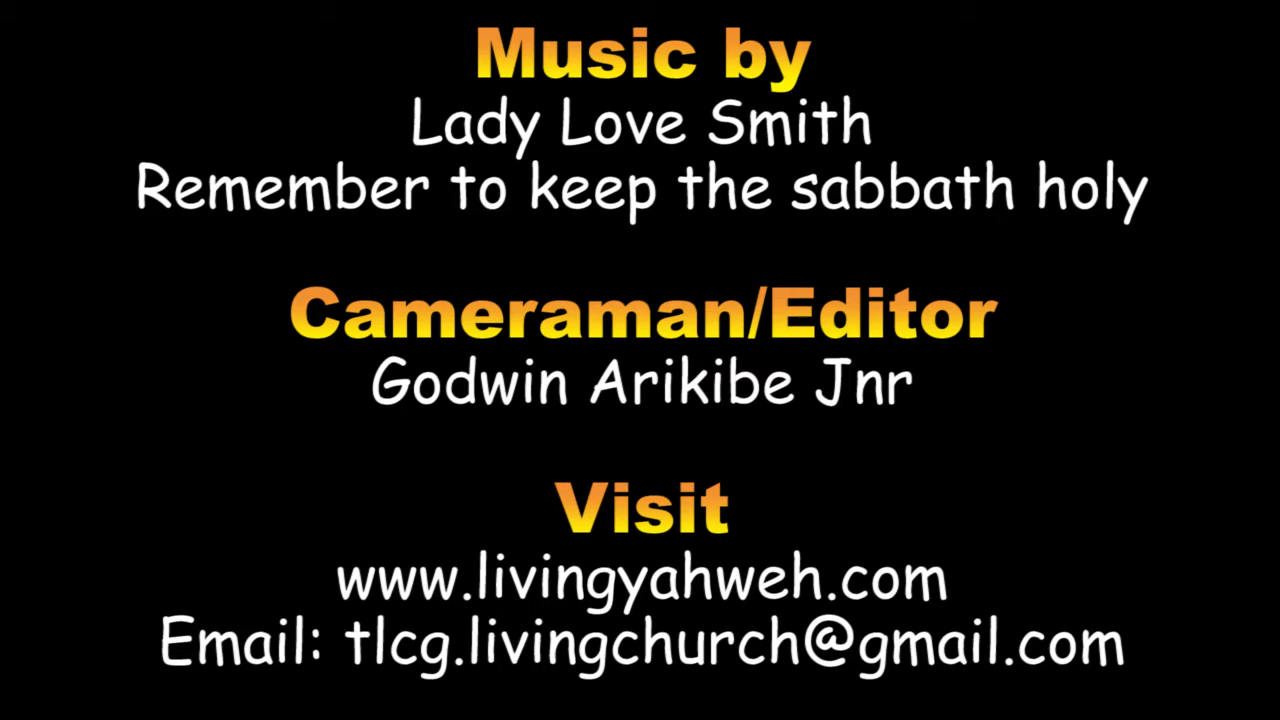 Music by
Lady Love Smith
Remember to keep the sabbath holy
Cameraman/Editor
Godwin Arikibe Jnr
Visit
www.livingyahweh.com
Email: tlcg.livingchurch@gmail.com